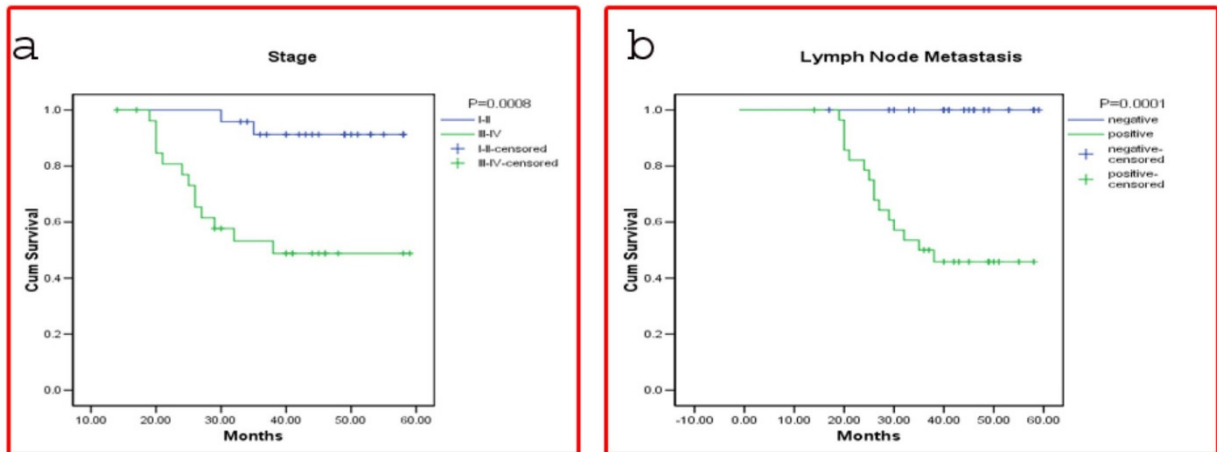 a
Stage
P=0.0008
I-II
III-IV
I-II-censored
III-IV-censored
Cum Survival
1.0
0.8
0.6
0.4
0.2
0.0
10.00 20.00 30.00 40.00 50.00 60.00
Months
b
Lymph Node Metastasis
P=0.0001
negative
positive
negative-
censored
positive-
censored
Cum Survival
1.0
0.8
0.6
0.4
0.2
0.0
-10.00 0.00 10.00 20.00 30.00 40.00 50.00 60.00
Months